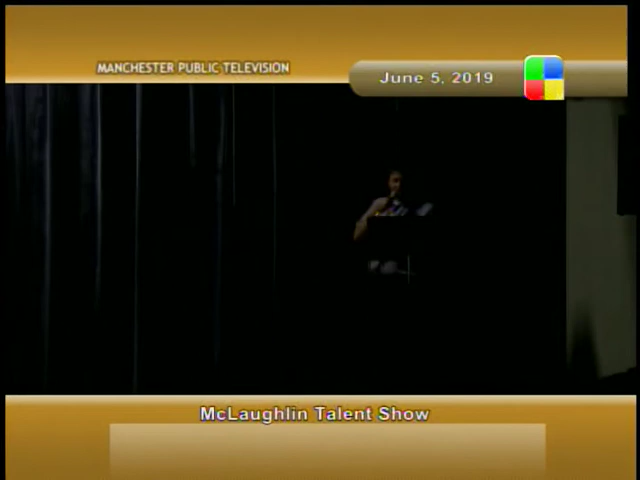 MANCHESTER PUBLIC TELEVISION
June 5, 2019
McLaughlin Talent Show